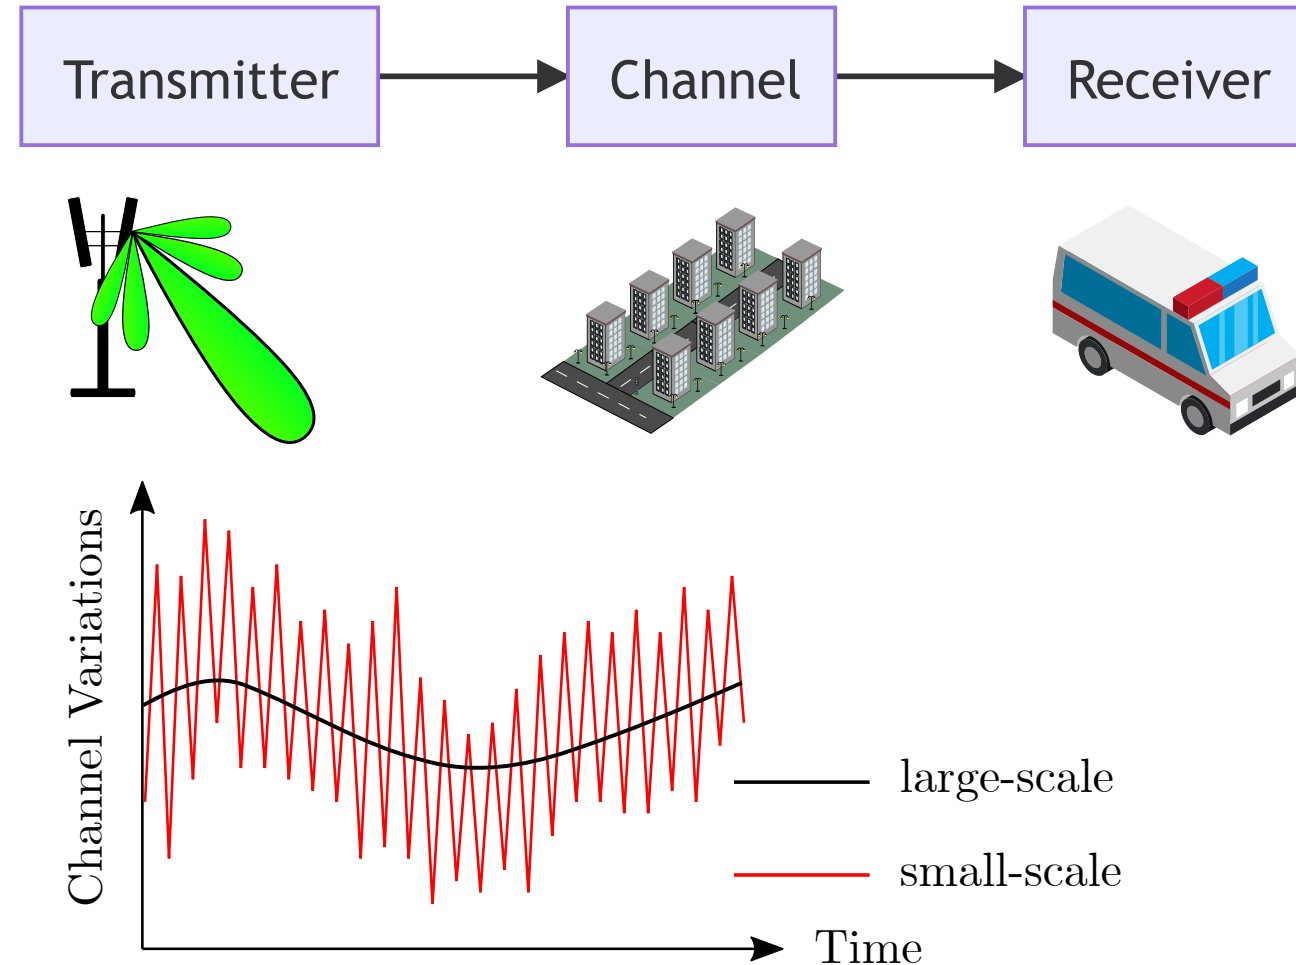 Transmitter
Channel
Receiver
Channel Variations
large-scale
small-scale
Time